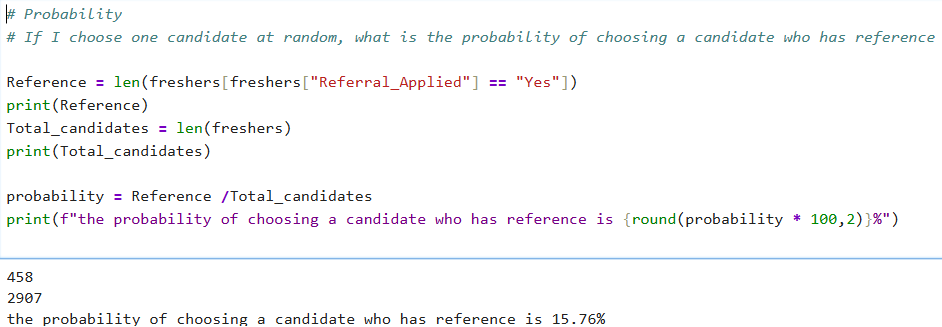 # Probability
# If I choose one candidate at random, what is the probability of choosing a candidate who has reference
Reference = len(freshers[freshers["Referral_Applied"] == "Yes"])
print(Reference)
Total_candidates = len(freshers)
print(Total_candidates)
probability = Reference /Total_candidates
print(f"the probability of choosing a candidate who has reference is {round(probability * 100,2)}%")
458
2907
the probability of choosing a candidate who has reference is 15.76%